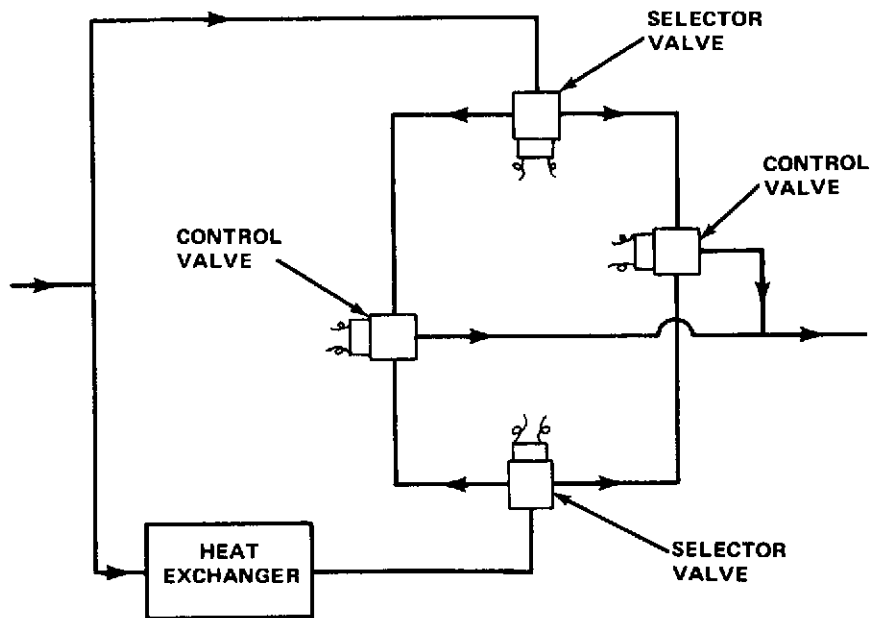 SELECTOR
VALVE
CONTROL
VALVE
CONTROL
VALVE
HEAT
EXCHANGER
SELECTOR
VALVE